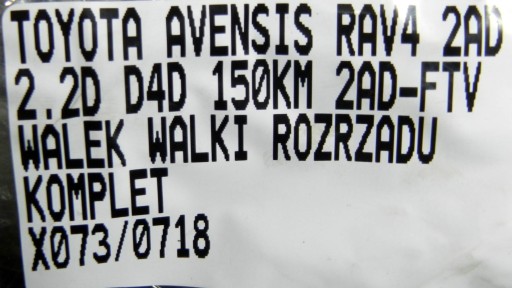 TOYOTA AVENSIS RAV4 2AD
2.2D D4D 150KM 2AD-FTV
WALEK WALKI ROZRZADU
KOMPLET
X073/0718